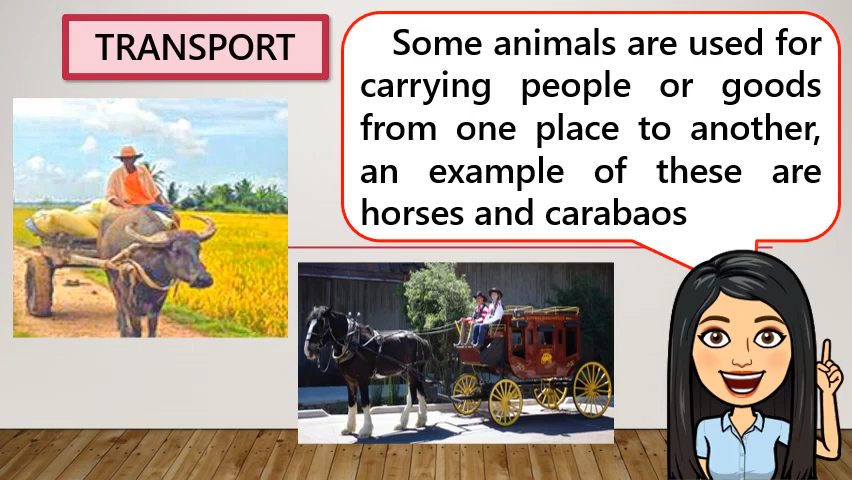 TRANSPORT
Some animals are used for
carrying people or goods
from one place to another,
an example of these are
horses and carabaos